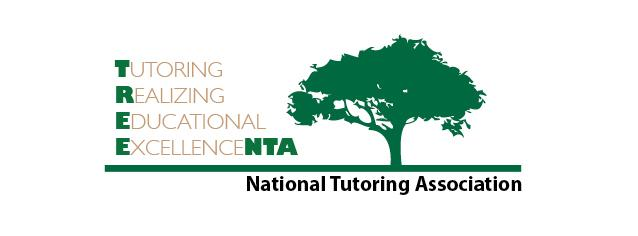 TUTORING
REALIZING
EDUCATIONAL
EXCELLENCENTA
National Tutoring Association